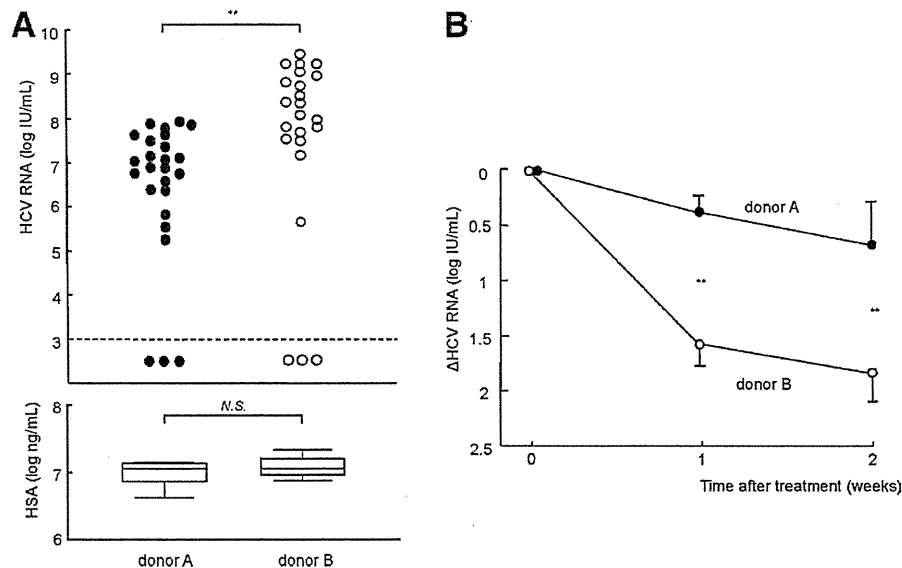 A
**
HCV RNA (log IU/mL)
10
9
8
7
6
5
4
3
HSA (log ng/mL)
8
7
6
N.S.
donor A
donor B
B
ΔHCV RNA (log IU/mL)
0
0.5
1
1.5
2
2.5
donor A
**
**
donor B
0
1
2
Time after treatment (weeks)